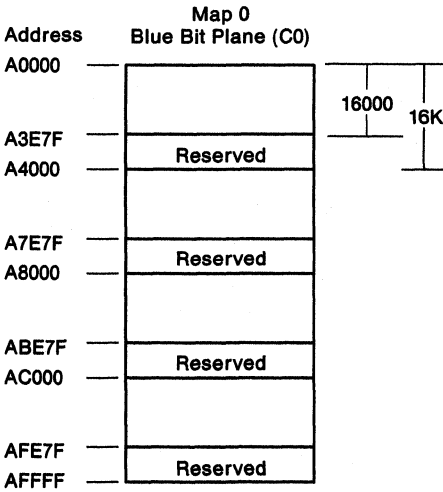 Map 0
Address Blue Bit Plane (C0)
A0000
16000
16K
A3E7F
Reserved
A4000
A7E7F
Reserved
A8000
ABE7F
Reserved
AC000
AFE7F
Reserved
AFFFF